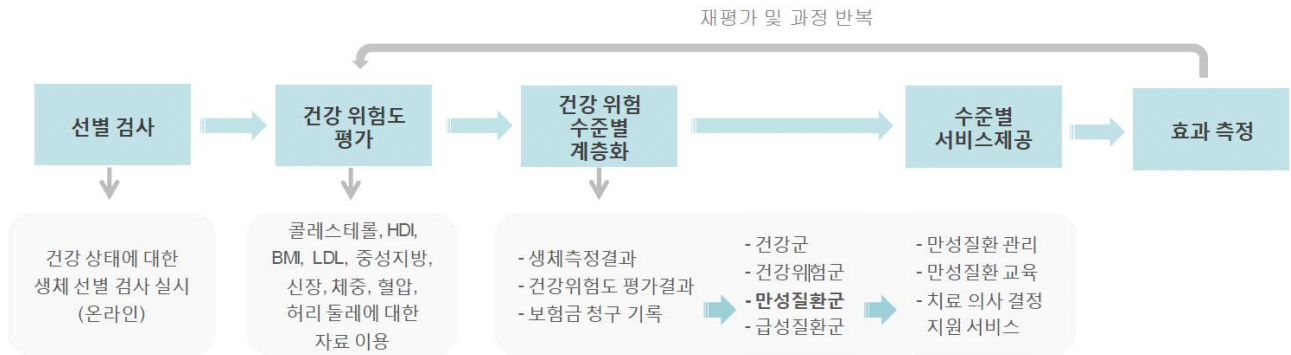 재평가 및 과정 반복
선별 검사
건강 위험도
평가
건강 위험
수준별
계층화
수준별
서비스제공
효과 측정
건강 상태에 대한
생체 선별 검사 실시
(온라인)
콜레스테롤, HDI,
BMI, LDL, 중성지방,
신장, 체중, 혈압,
허리 둘레에 대한
자료 이용
- 생체측정결과
- 건강위험도 평가결과
- 보험금 청구 기록
- 건강군
- 건강위험군
- 만성질환군
- 급성질환군
- 만성질환 관리
- 만성질환 교육
- 치료 의사 결정
지원 서비스